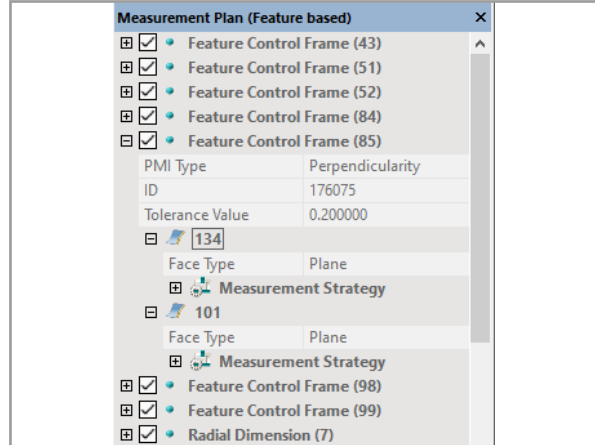 Measurement Plan (Feature based)
Feature Control Frame (43)
Feature Control Frame (51)
Feature Control Frame (52)
Feature Control Frame (84)
Feature Control Frame (85)
PMI Type Perpendicularity
ID 176075
Tolerance Value 0.200000
134
Face Type Plane
Measurement Strategy
101
Face Type Plane
Measurement Strategy
Feature Control Frame (98)
Feature Control Frame (99)
Radial Dimension (7)